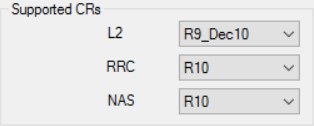 Supported CRs
L2 R9_Dec10
RRC R10
NAS R10